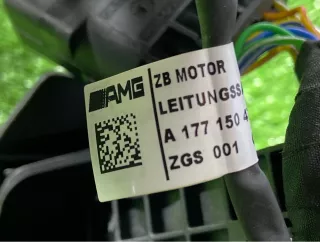 AMG
ZB MOTOR
LEITUNGSS
A 177 150 4
ZGS 001